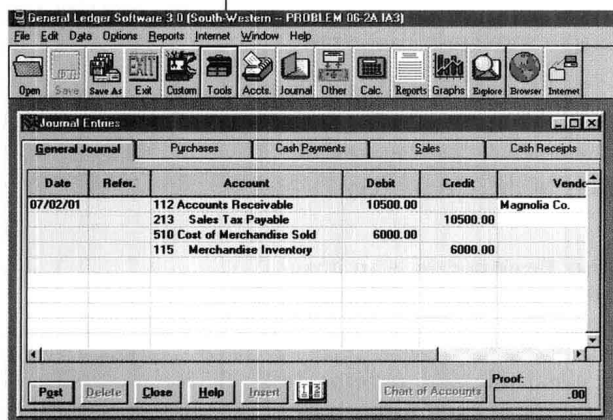 General Ledger Software 3.0 (South-Western -- PROBLEM 06-2A.IA3)
File Edit Data Options Reports Internet Window Help
Open Save Save As Exit Custom Tools Accts. Journal Other Calc. Reports Graphs Explore Browser Internet
Journal Entries
General Journal Purchases Cash Payments Sales Cash Receipts
Date Refer. Account Debit Credit Vendo
07/02/01 112 Accounts Receivable 10500.00 Magnolia Co.
213 Sales Tax Payable 10500.00
510 Cost of Merchandise Sold 6000.00
115 Merchandise Inventory 6000.00
Post Delete Close Help Insert Chart of Accounts Proof: .00